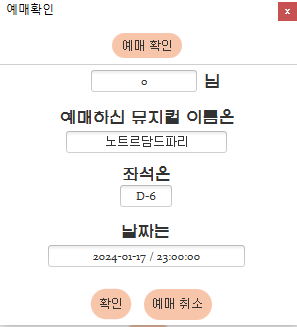 예매확인
x
예매 확인
o 님
예매하신 뮤지컬 이름은
노트르담드파리
좌석은
D-6
날짜는
2024-01-17 / 23:00:00
확인 예매 취소